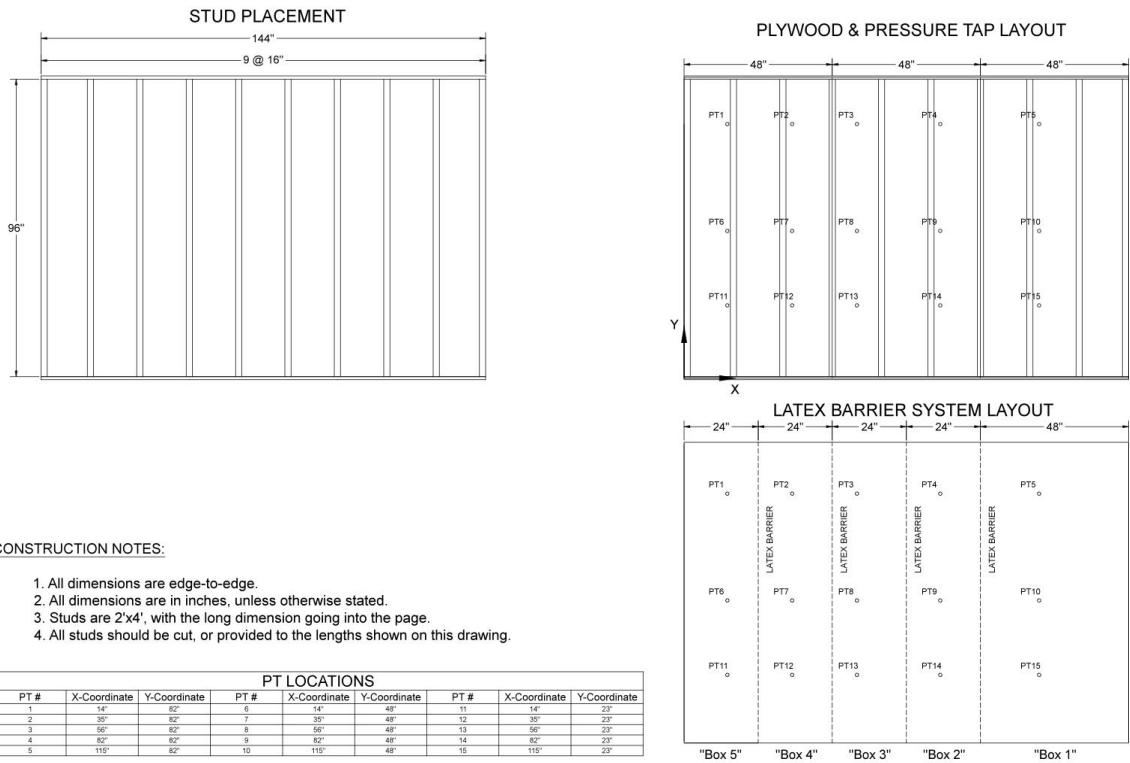 STUD PLACEMENT
144"
9 @ 16"
96"
PLYWOOD & PRESSURE TAP LAYOUT
48" 48" 48"
PT1 PT2 PT3 PT4 PT5
PT6 PT7 PT8 PT9 PT10
PT11 PT12 PT13 PT14 PT15
Y
X
LATEX BARRIER SYSTEM LAYOUT
24" 24" 24" 24" 48"
PT1 PT2 PT3 PT4 PT5
LATEX BARRIER LATEX BARRIER LATEX BARRIER LATEX BARRIER
PT6 PT7 PT8 PT9 PT10
PT11 PT12 PT13 PT14 PT15
"Box 5" "Box 4" "Box 3" "Box 2" "Box 1"
CONSTRUCTION NOTES:
1. All dimensions are edge-to-edge.
2. All dimensions are in inches, unless otherwise stated.
3. Studs are 2'x4', with the long dimension going into the page.
4. All studs should be cut, or provided to the lengths shown on this drawing.
PT LOCATIONS
PT # X-Coordinate Y-Coordinate PT # X-Coordinate Y-Coordinate PT # X-Coordinate Y-Coordinate
1 14" 82" 6 14" 48" 11 14" 23"
2 35" 82" 7 35" 48" 12 35" 23"
3 56" 82" 8 56" 48" 13 56" 23"
4 82" 82" 9 82" 48" 14 82" 23"
5 115" 82" 10 115" 48" 15 115" 23"